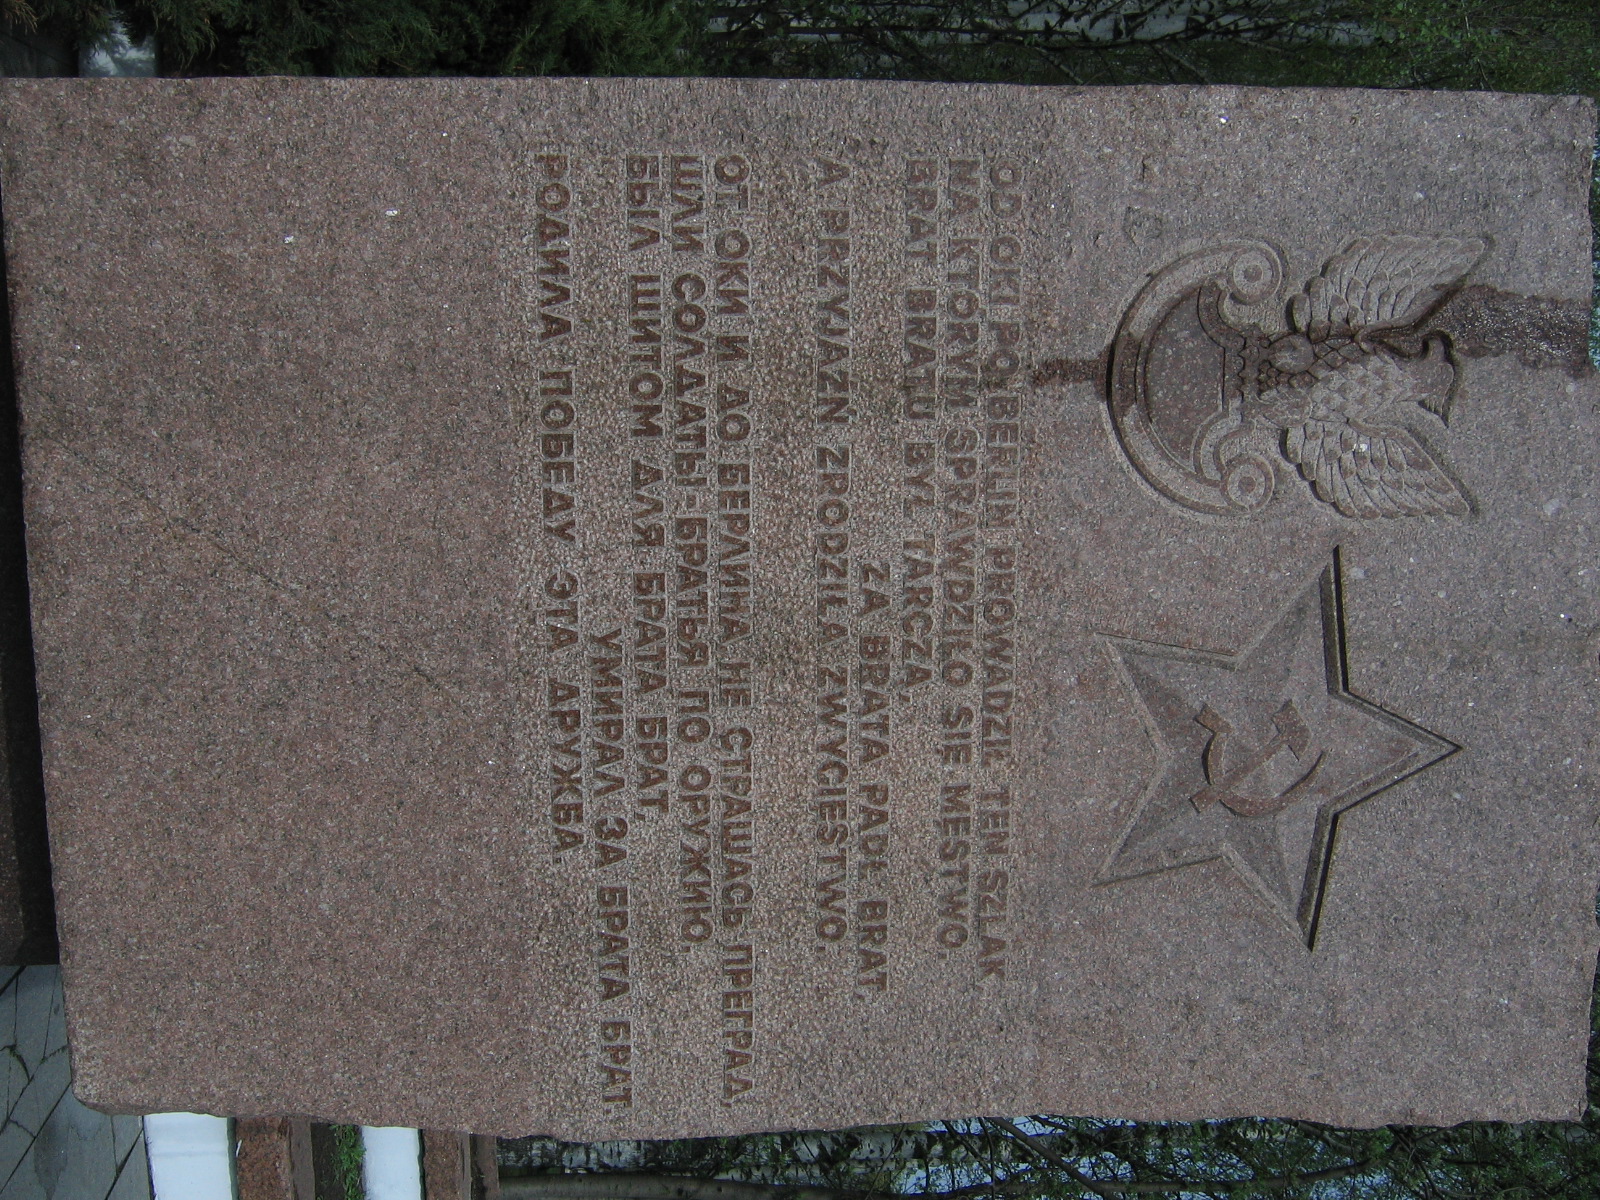 OD OKI PO BERLIN PROWADZIŁ TEN SZLAK
NA KTÓRYM SPRAWDZIŁO SIĘ MĘSTWO.
BRAT BRATU BYŁ TARCZĄ,
ZA BRATA PADŁ BRAT,
A PRZYJAŹŃ ZRODZIŁA ZWYCIĘSTWO.
ОТ ОКИ И ДО БЕРЛИНА НЕ СТРАШАСЬ ПРЕГРАД
ШЛИ СОЛДАТЫ-БРАТЬЯ ПО ОРУЖИЮ.
БЫЛ ЩИТОМ ДЛЯ БРАТА БРАТ,
УМИРАЛ ЗА БРАТА БРАТ.
РОДИЛА ПОБЕДУ ЭТА ДРУЖБА.